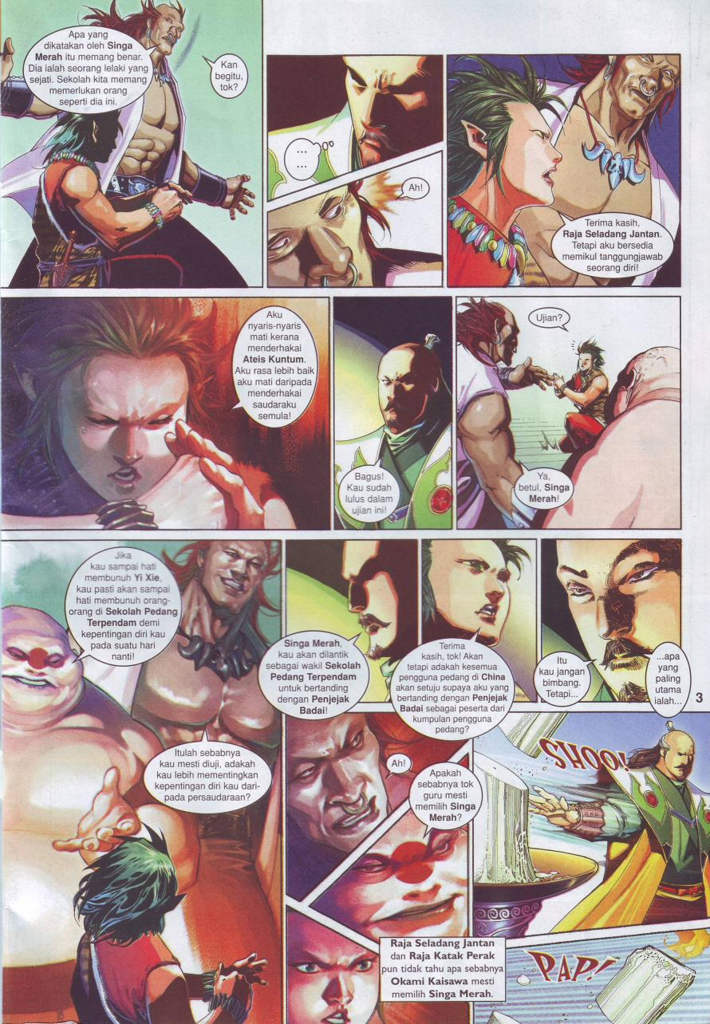 Apa yang
dikatakan oleh Singa
Merah itu memang benar.
Dia ialah seorang lelaki yang
sejati. Sekolah kita memang
memerlukan orang
seperti dia ini.
Kan
begitu,
tok?
...
Ah!
Terima kasih,
Raja Seladang Jantan.
Tetapi aku bersedia
memikul tanggungjawab
seorang diri!
Aku
nyaris-nyaris
mati kerana
menderhakai
Ateis Kuntum.
Aku rasa lebih baik
aku mati daripada
menderhakai
saudaraku
semula!
Bagus!
Kau sudah
lulus dalam
ujian ini!
Ujian?
Ya,
betul, Singa
Merah!
Jika
kau sampai hati
membunuh Yi Xie,
kau pasti akan sampai
hati membunuh orang-
orang di Sekolah Pedang
Terpendam demi
kepentingan diri kau
pada suatu hari
nanti!
Itulah sebabnya
kau mesti diuji, adakah
kau lebih mementingkan
kepentingan diri kau dari-
pada persaudaraan?
Singa Merah,
kau akan dilantik
sebagai wakil Sekolah
Pedang Terpendam
untuk bertanding
dengan Penjejak
Badai!
Terima
kasih, tok! Akan
tetapi adakah kesemua
pengguna pedang di China
akan setuju supaya aku yang
bertanding dengan Penjejak
Badai sebagai peserta dari
kumpulan pengguna
pedang?
Itu
kau jangan
bimbang.
Tetapi...
...apa
yang
paling
utama
ialah...
3
Ah!
Apakah
sebabnya tok
guru mesti
memilih Singa
Merah?
SHOO!
Raja Seladang Jantan
dan Raja Katak Perak
pun tidak tahu apa sebabnya
Okami Kaisawa mesti
memilih Singa Merah.
PAP!